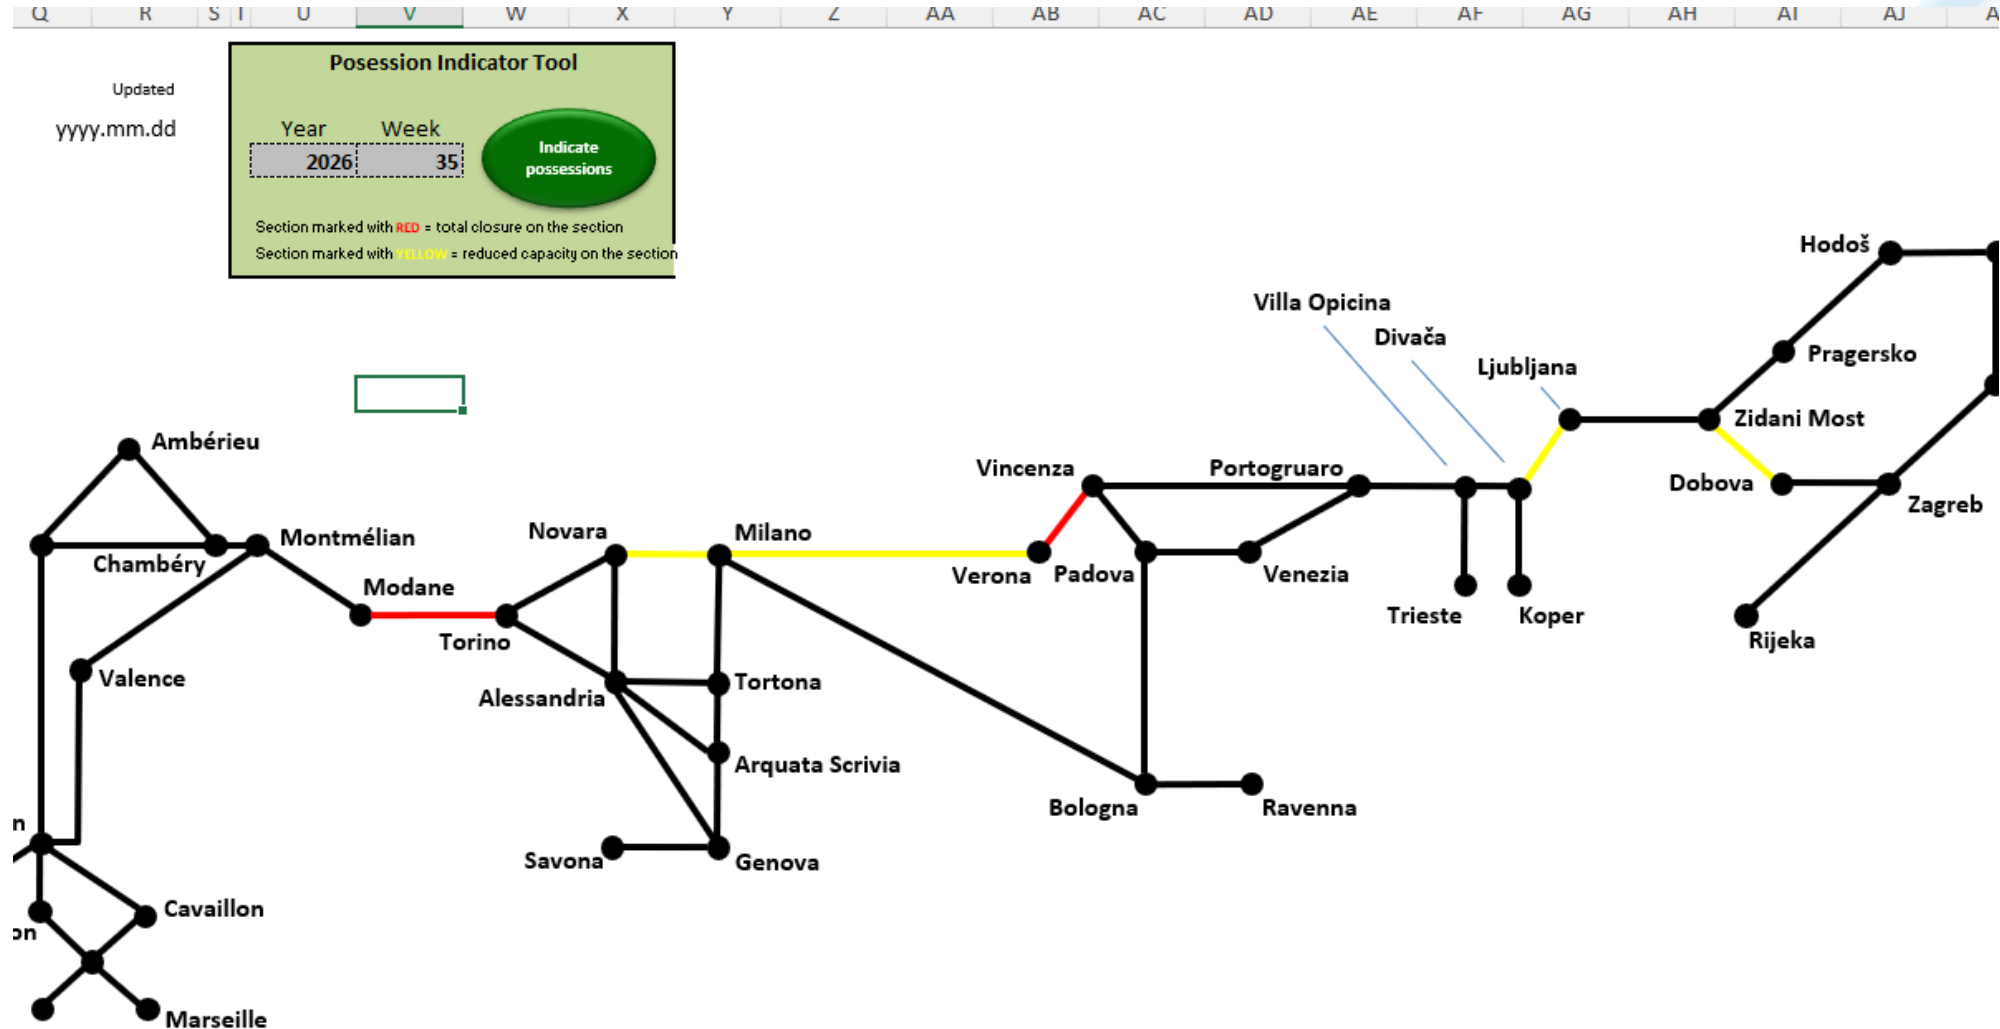 Q R S T U V W X Y Z AA AB AC AD AE AF AG AH AI AJ
Posession Indicator Tool
Updated
yyyy.mm.dd
Year Week
2026 35
Indicate
possessions
Section marked with RED = total closure on the section
Section marked with YELLOW = reduced capacity on the section
Hodoš
Villa Opicina
Divača
Ljubljana
Pragersko
Zidani Most
Ambérieu
Vincenza
Portogruaro
Dobova
Zagreb
Novara
Milano
Montmélian
Chambéry
Verona
Padova
Venezia
Modane
Trieste
Koper
Torino
Rijeka
Valence
Alessandria
Tortona
Arquata Scrivia
Bologna
Ravenna
n
Savona
Genova
Cavaillon
on
Marseille